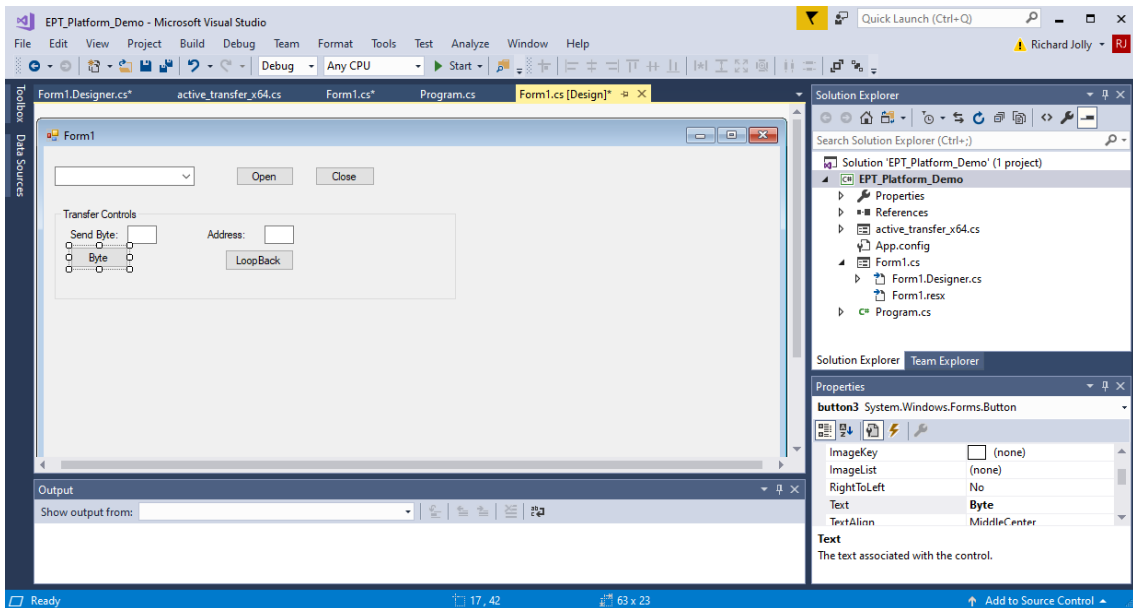 EPT_Platform_Demo - Microsoft Visual Studio
Quick Launch (Ctrl+Q)
File Edit View Project Build Debug Team Format Tools Test Analyze Window Help
Richard Jolly RJ
Debug Any CPU Start
Toolbox
Data Sources
Form1.Designer.cs* active_transfer_x64.cs Form1.cs* Program.cs Form1.cs [Design]*
Form1
Open Close
Transfer Controls
Send Byte: Address:
Byte LoopBack
Output
Show output from:
Solution Explorer
Search Solution Explorer (Ctrl+;)
Solution 'EPT_Platform_Demo' (1 project)
C# EPT_Platform_Demo
Properties
References
active_transfer_x64.cs
App.config
Form1.cs
Form1.Designer.cs
Form1.resx
C# Program.cs
Solution Explorer Team Explorer
Properties
button3 System.Windows.Forms.Button
ImageKey (none)
ImageList (none)
RightToLeft No
Text Byte
TextAlign MiddleCenter
Text
The text associated with the control.
Ready 17, 42 63 x 23 Add to Source Control